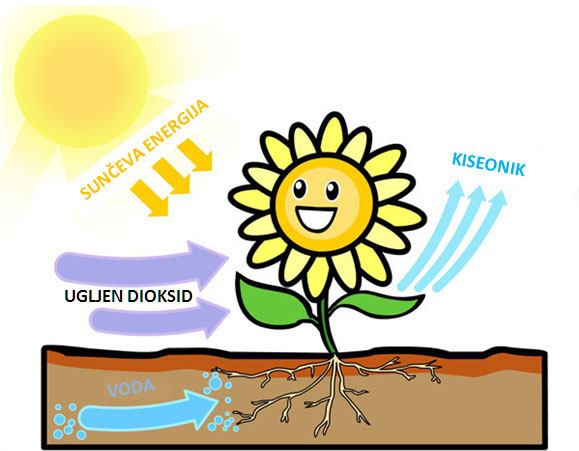 SUNČEVA ENERGIJA
KISEONIK
UGLJEN DIOKSID
VODA